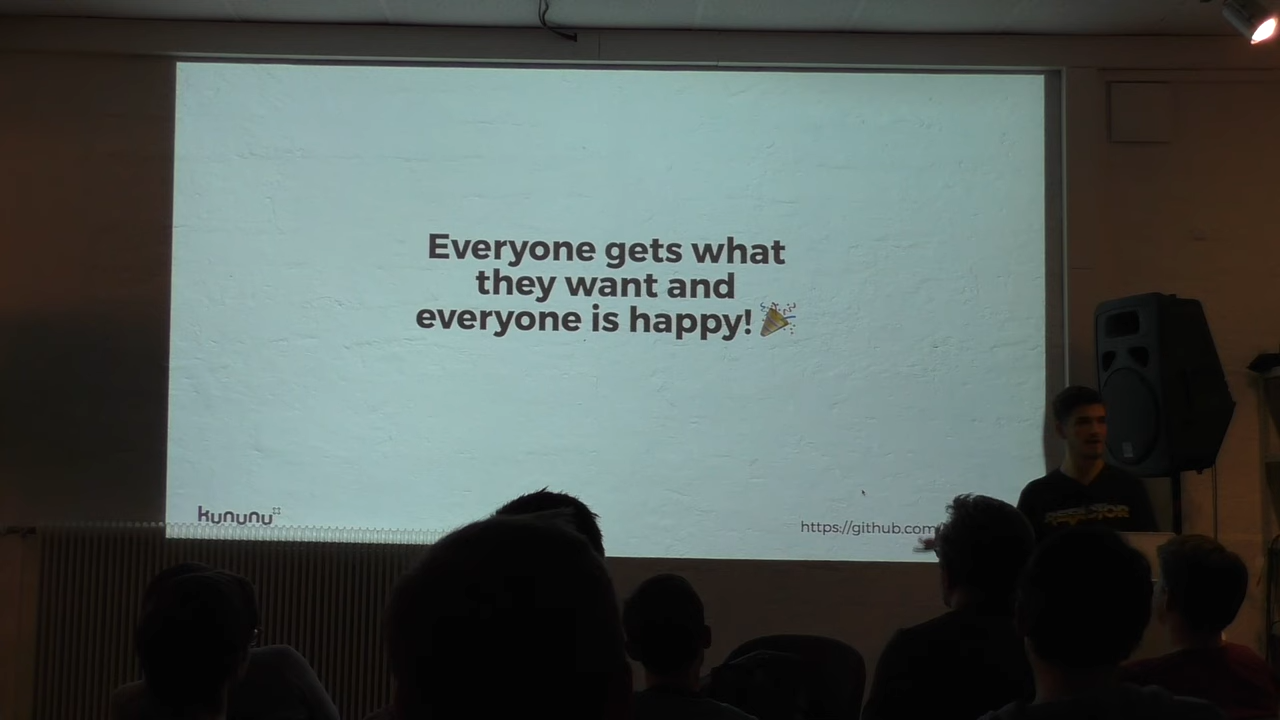 Everyone gets what
they want and
everyone is happy!
kununu
https://github.com/